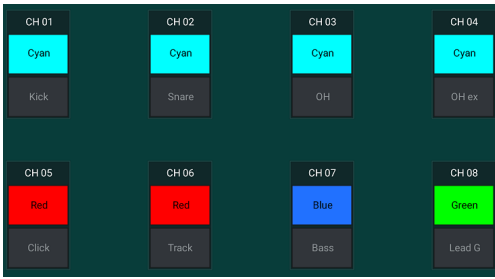 CH 01 CH 02 CH 03 CH 04
Cyan Cyan Cyan Cyan
Kick Snare OH OH ex
CH 05 CH 06 CH 07 CH 08
Red Red Blue Green
Click Track Bass Lead G